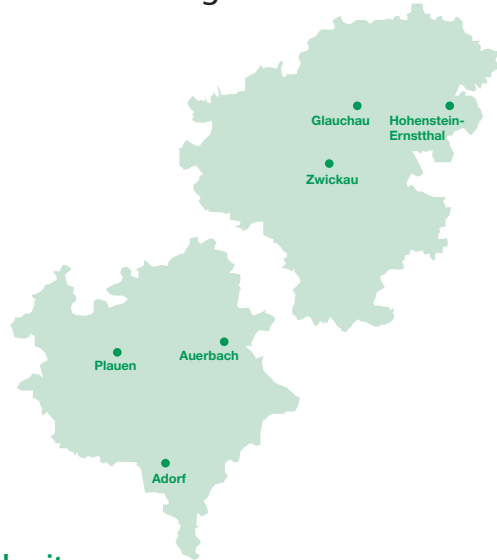 Glauchau
Hohenstein-
Ernstthal
Zwickau
Auerbach
Plauen
Adorf